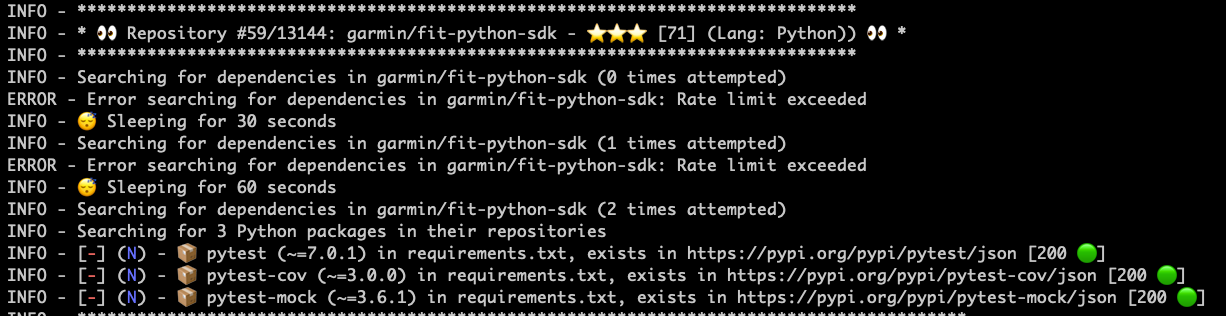 INFO - ******************************************************************************
INFO - * 👀 Repository #59/13144: garmin/fit-python-sdk - ⭐⭐⭐ [71] (Lang: Python)) 👀 *
INFO - ******************************************************************************
INFO - Searching for dependencies in garmin/fit-python-sdk (0 times attempted)
ERROR - Error searching for dependencies in garmin/fit-python-sdk: Rate limit exceeded
INFO - 😴 Sleeping for 30 seconds
INFO - Searching for dependencies in garmin/fit-python-sdk (1 times attempted)
ERROR - Error searching for dependencies in garmin/fit-python-sdk: Rate limit exceeded
INFO - 😴 Sleeping for 60 seconds
INFO - Searching for dependencies in garmin/fit-python-sdk (2 times attempted)
INFO - Searching for 3 Python packages in their repositories
INFO - [-] (N) - 📦 pytest (~=7.0.1) in requirements.txt, exists in https://pypi.org/pypi/pytest/json [200 🟢]
INFO - [-] (N) - 📦 pytest-cov (~=3.0.0) in requirements.txt, exists in https://pypi.org/pypi/pytest-cov/json [200 🟢]
INFO - [-] (N) - 📦 pytest-mock (~=3.6.1) in requirements.txt, exists in https://pypi.org/pypi/pytest-mock/json [200 🟢]
INFO - *****************************************************************************************